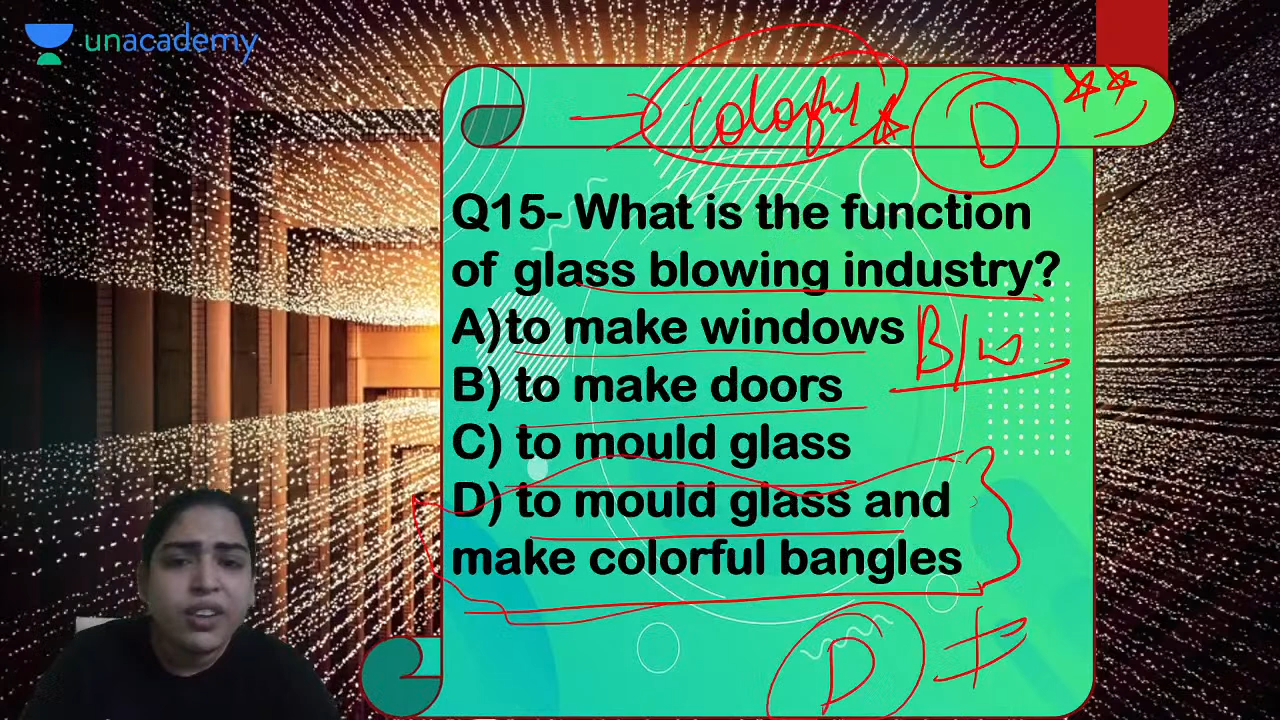 unacademy
colorful
D
Q15- What is the function
of glass blowing industry?
A)to make windows
B/w
B) to make doors
C) to mould glass
D) to mould glass and
make colorful bangles
D